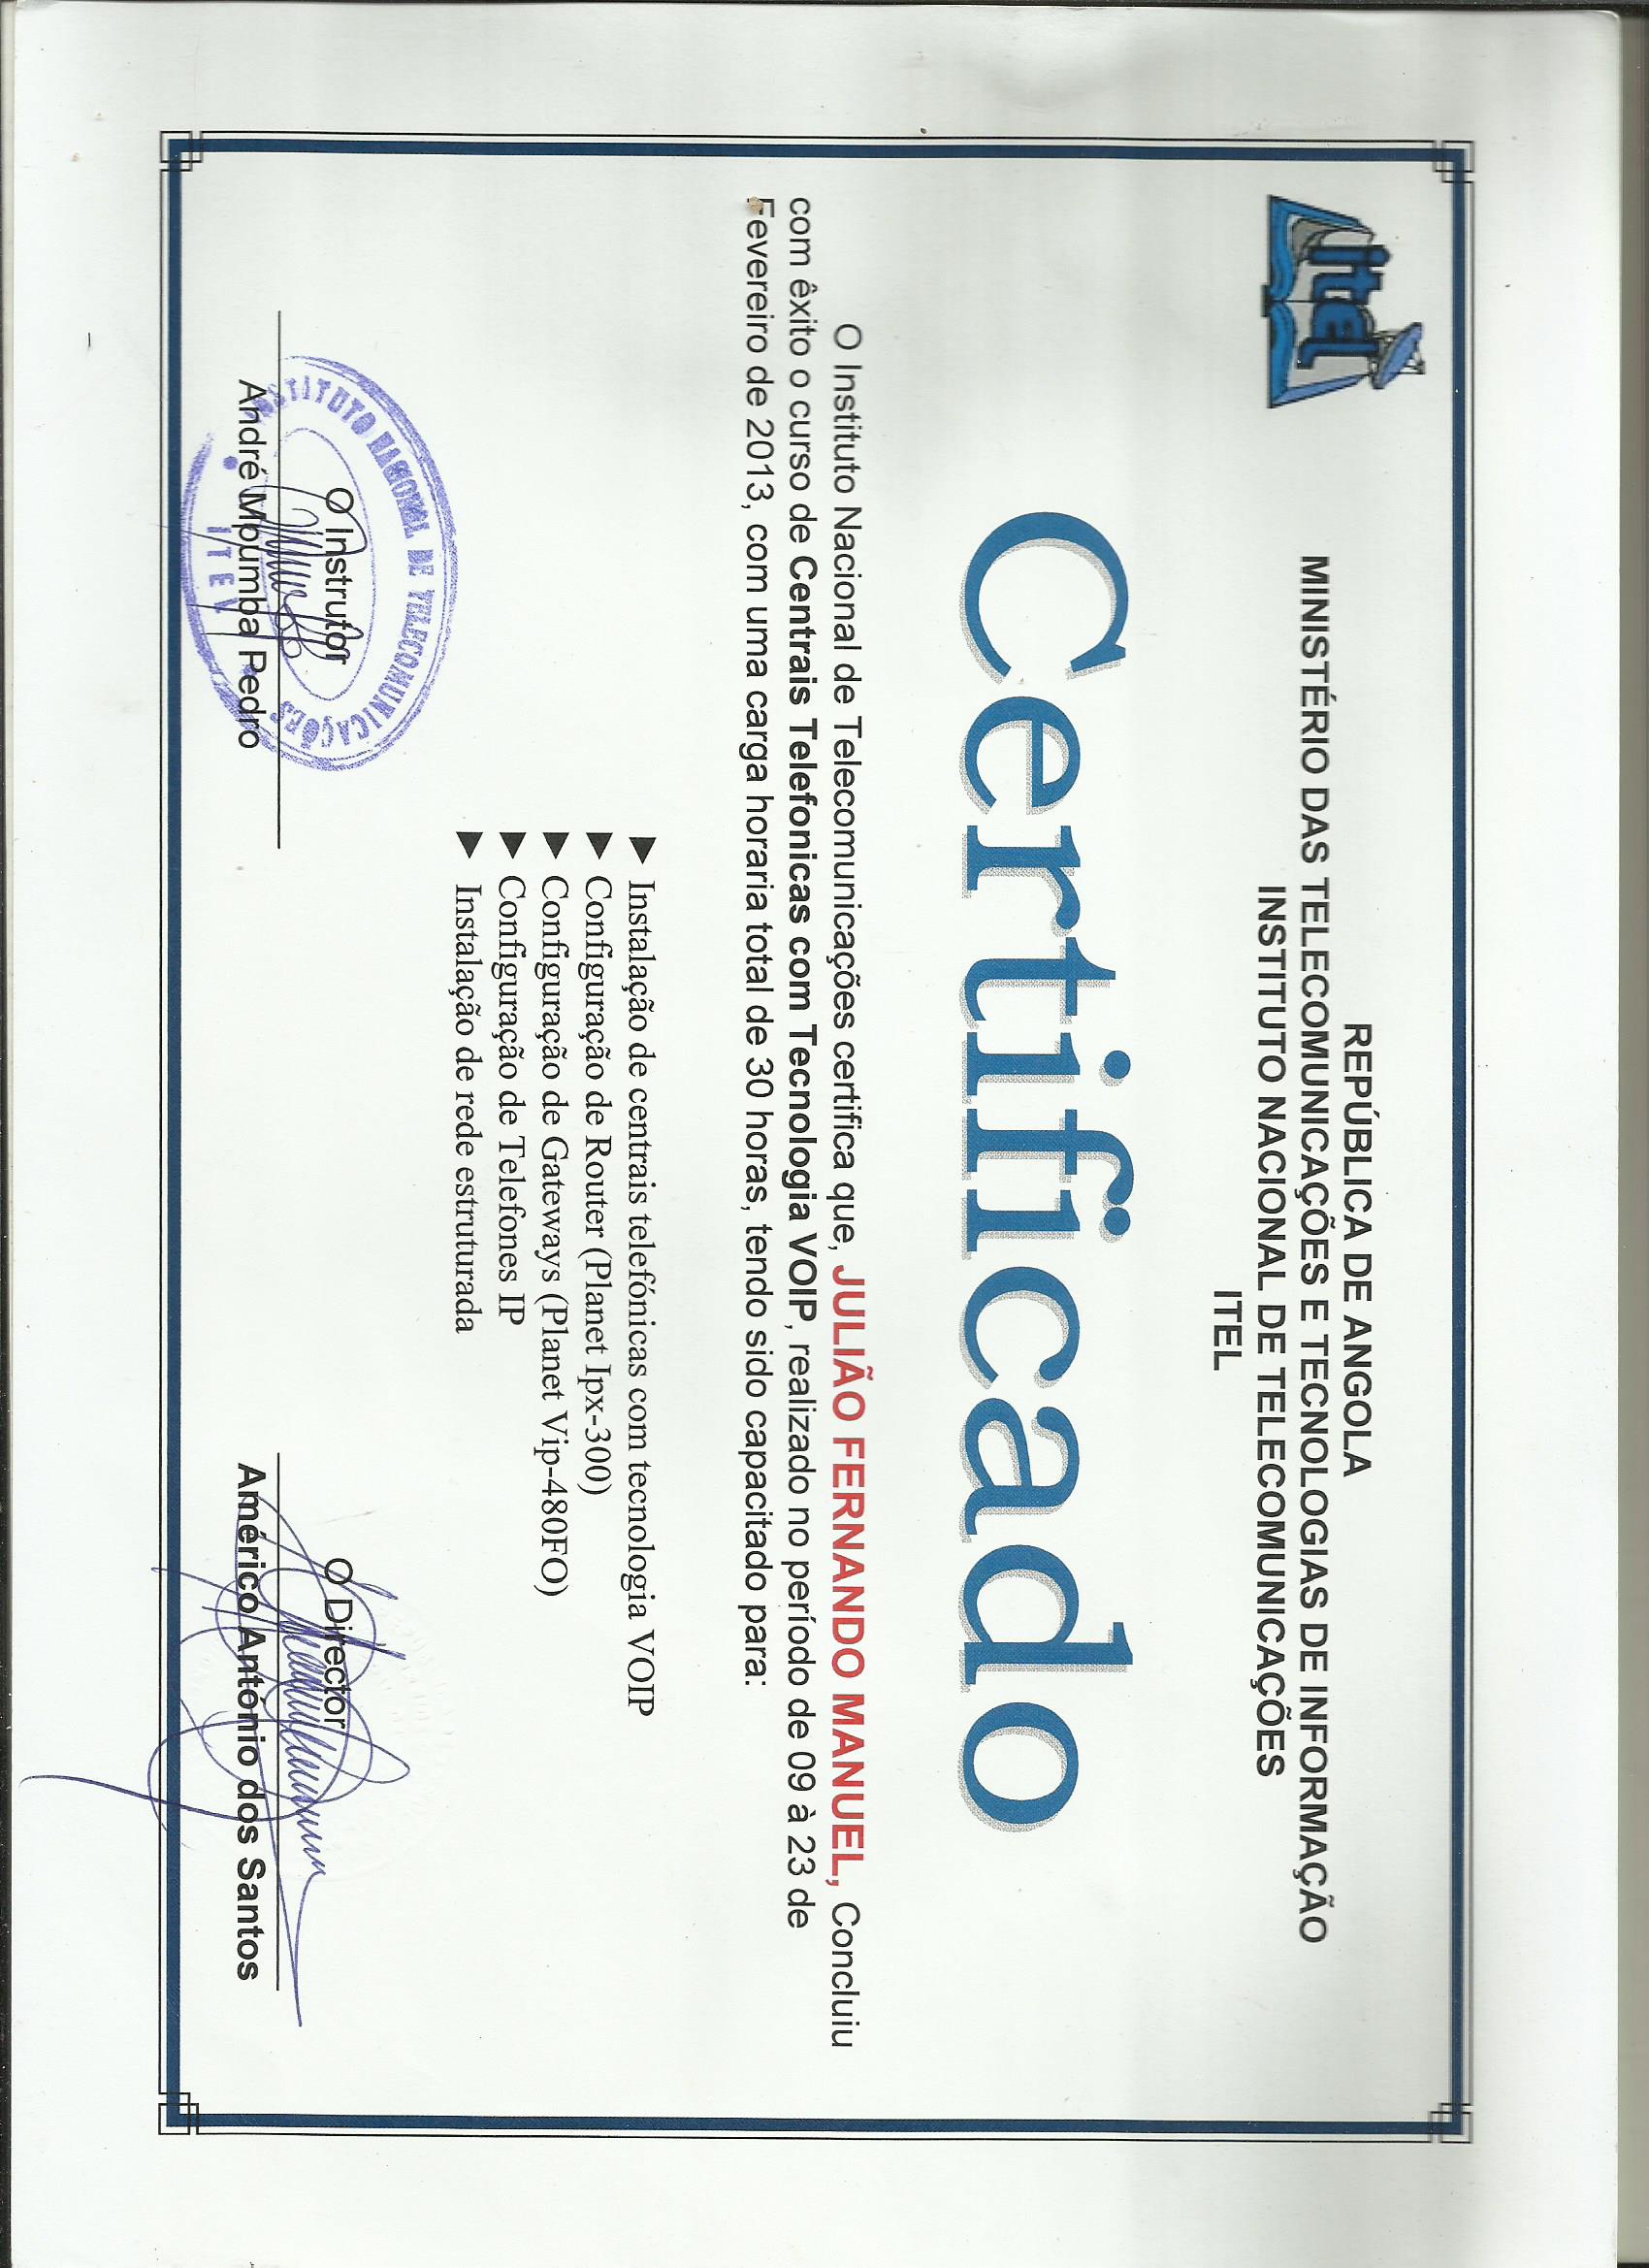 itel
REPÚBLICA DE ANGOLA
MINISTÉRIO DAS TELECOMUNICAÇÕES E TECNOLOGIAS DE INFORMAÇÃO
INSTITUTO NACIONAL DE TELECOMUNICAÇÕES
ITEL
Certificado
O Instituto Nacional de Telecomunicações certifica que, JULIÃO FERNANDO MANUEL, Concluiu
com êxito o curso de Centrais Telefonicas com Tecnologia VOIP, realizado no período de 09 à 23 de
Fevereiro de 2013, com uma carga horaria total de 30 horas, tendo sido capacitado para:
▶ Instalação de centrais telefónicas com tecnologia VOIP
▶ Configuração de Router (Planet Ipx-300)
▶ Configuração de Gateways (Planet Vip-480FO)
▶ Configuração de Telefones IP
▶ Instalação de rede estruturada
O Instrutor
André Mpumba Pedro
INSTITUTO NACIONAL DE TELECOMUNICAÇÕES
ITEL
O Director
Américo António dos Santos